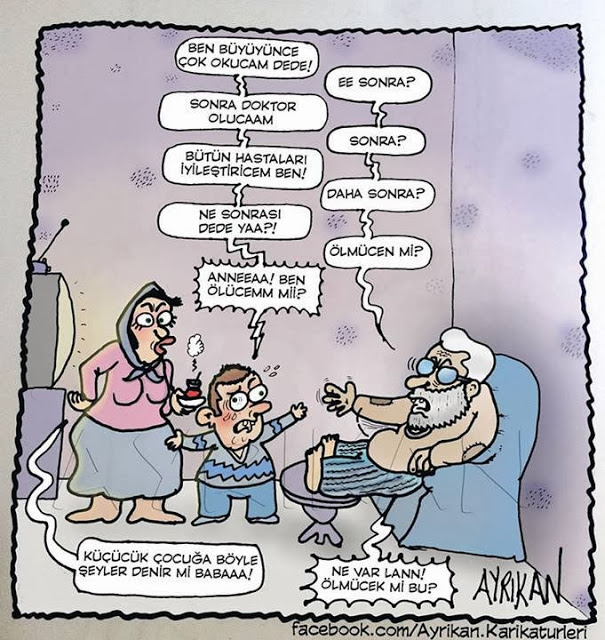 BEN BÜYÜYÜNCE
ÇOK OKUCAM DEDE!
EE SONRA?
SONRA DOKTOR
OLUCAAM
SONRA?
BÜTÜN HASTALARI
İYİLEŞTİRİCEM BEN!
DAHA SONRA?
NE SONRASI
DEDE YAA?!
ÖLMÜCEN Mİ?
ANNEEAA! BEN
ÖLÜCEMM Mİİ?
KÜÇÜCÜK ÇOCUĞA BÖYLE
ŞEYLER DENİR Mİ BABAAA!
NE VAR LANN!
ÖLMÜCEK Mİ BU?
AYRIKAN
facebook.com/Ayrikan.Karikaturleri